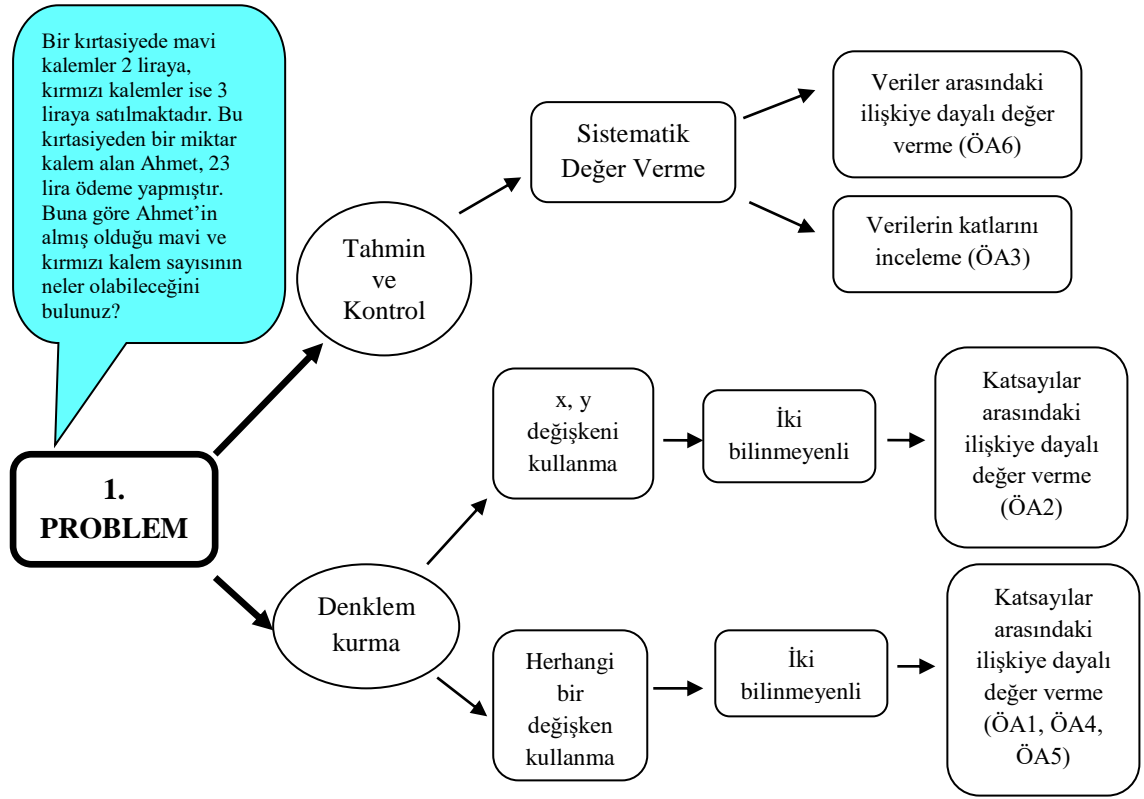 Bir kırtasiyede mavi
kalemler 2 liraya,
kırmızı kalemler ise 3
liraya satılmaktadır. Bu
kırtasiyeden bir miktar
kalem alan Ahmet, 23
lira ödeme yapmıştır.
Buna göre Ahmet’in
almış olduğu mavi ve
kırmızı kalem sayısının
neler olabileceğini
bulunuz?
1.
PROBLEM
Tahmin
ve
Kontrol
Sistematik
Değer Verme
Veriler arasındaki
ilişkiye dayalı değer
verme (ÖA6)
Verilerin katlarını
inceleme (ÖA3)
Denklem
kurma
x, y
değişkeni
kullanma
İki
bilinmeyenli
Katsayılar
arasındaki
ilişkiye dayalı
değer verme
(ÖA2)
Herhangi
bir
değişken
kullanma
İki
bilinmeyenli
Katsayılar
arasındaki
ilişkiye dayalı
değer verme
(ÖA1, ÖA4,
ÖA5)